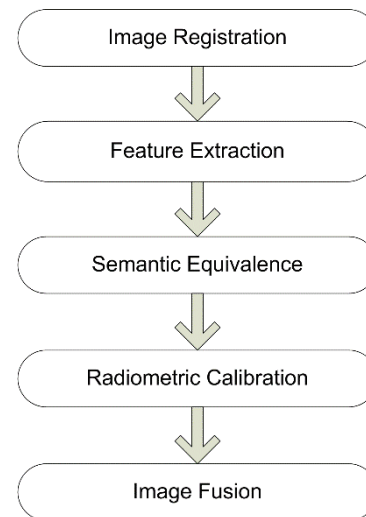 Image Registration
Feature Extraction
Semantic Equivalence
Radiometric Calibration
Image Fusion